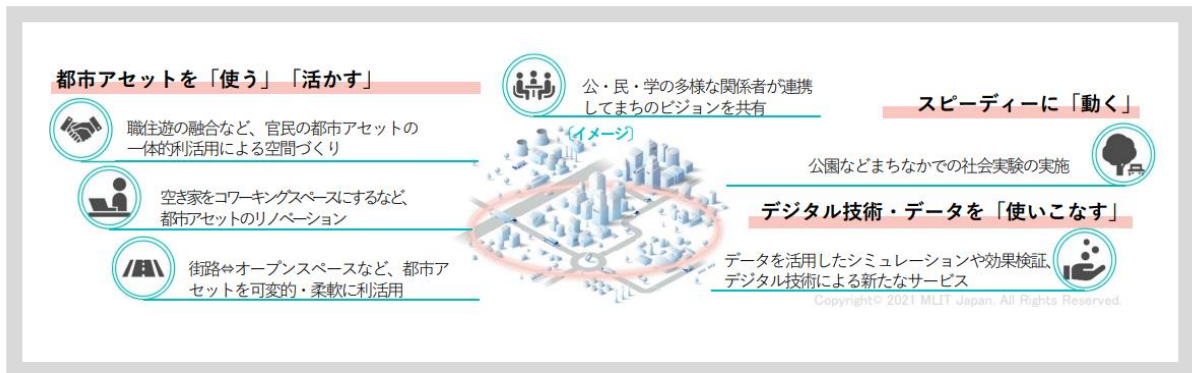 都市アセットを「使う」「活かす」
職住遊の融合など、官民の都市アセットの
一体的利活用による空間づくり
空き家をコワーキングスペースにするなど、
都市アセットのリノベーション
街路⇔オープンスペースなど、都市ア
セットを可変的・柔軟に利活用
公・民・学の多様な関係者が連携
してまちのビジョンを共有
〔イメージ〕
スピーディーに「動く」
公園などまちなかでの社会実験の実施
デジタル技術・データを「使いこなす」
データを活用したシミュレーションや効果検証、
デジタル技術による新たなサービス
Copyright© 2021 MLIT Japan. All Rights Reserved.